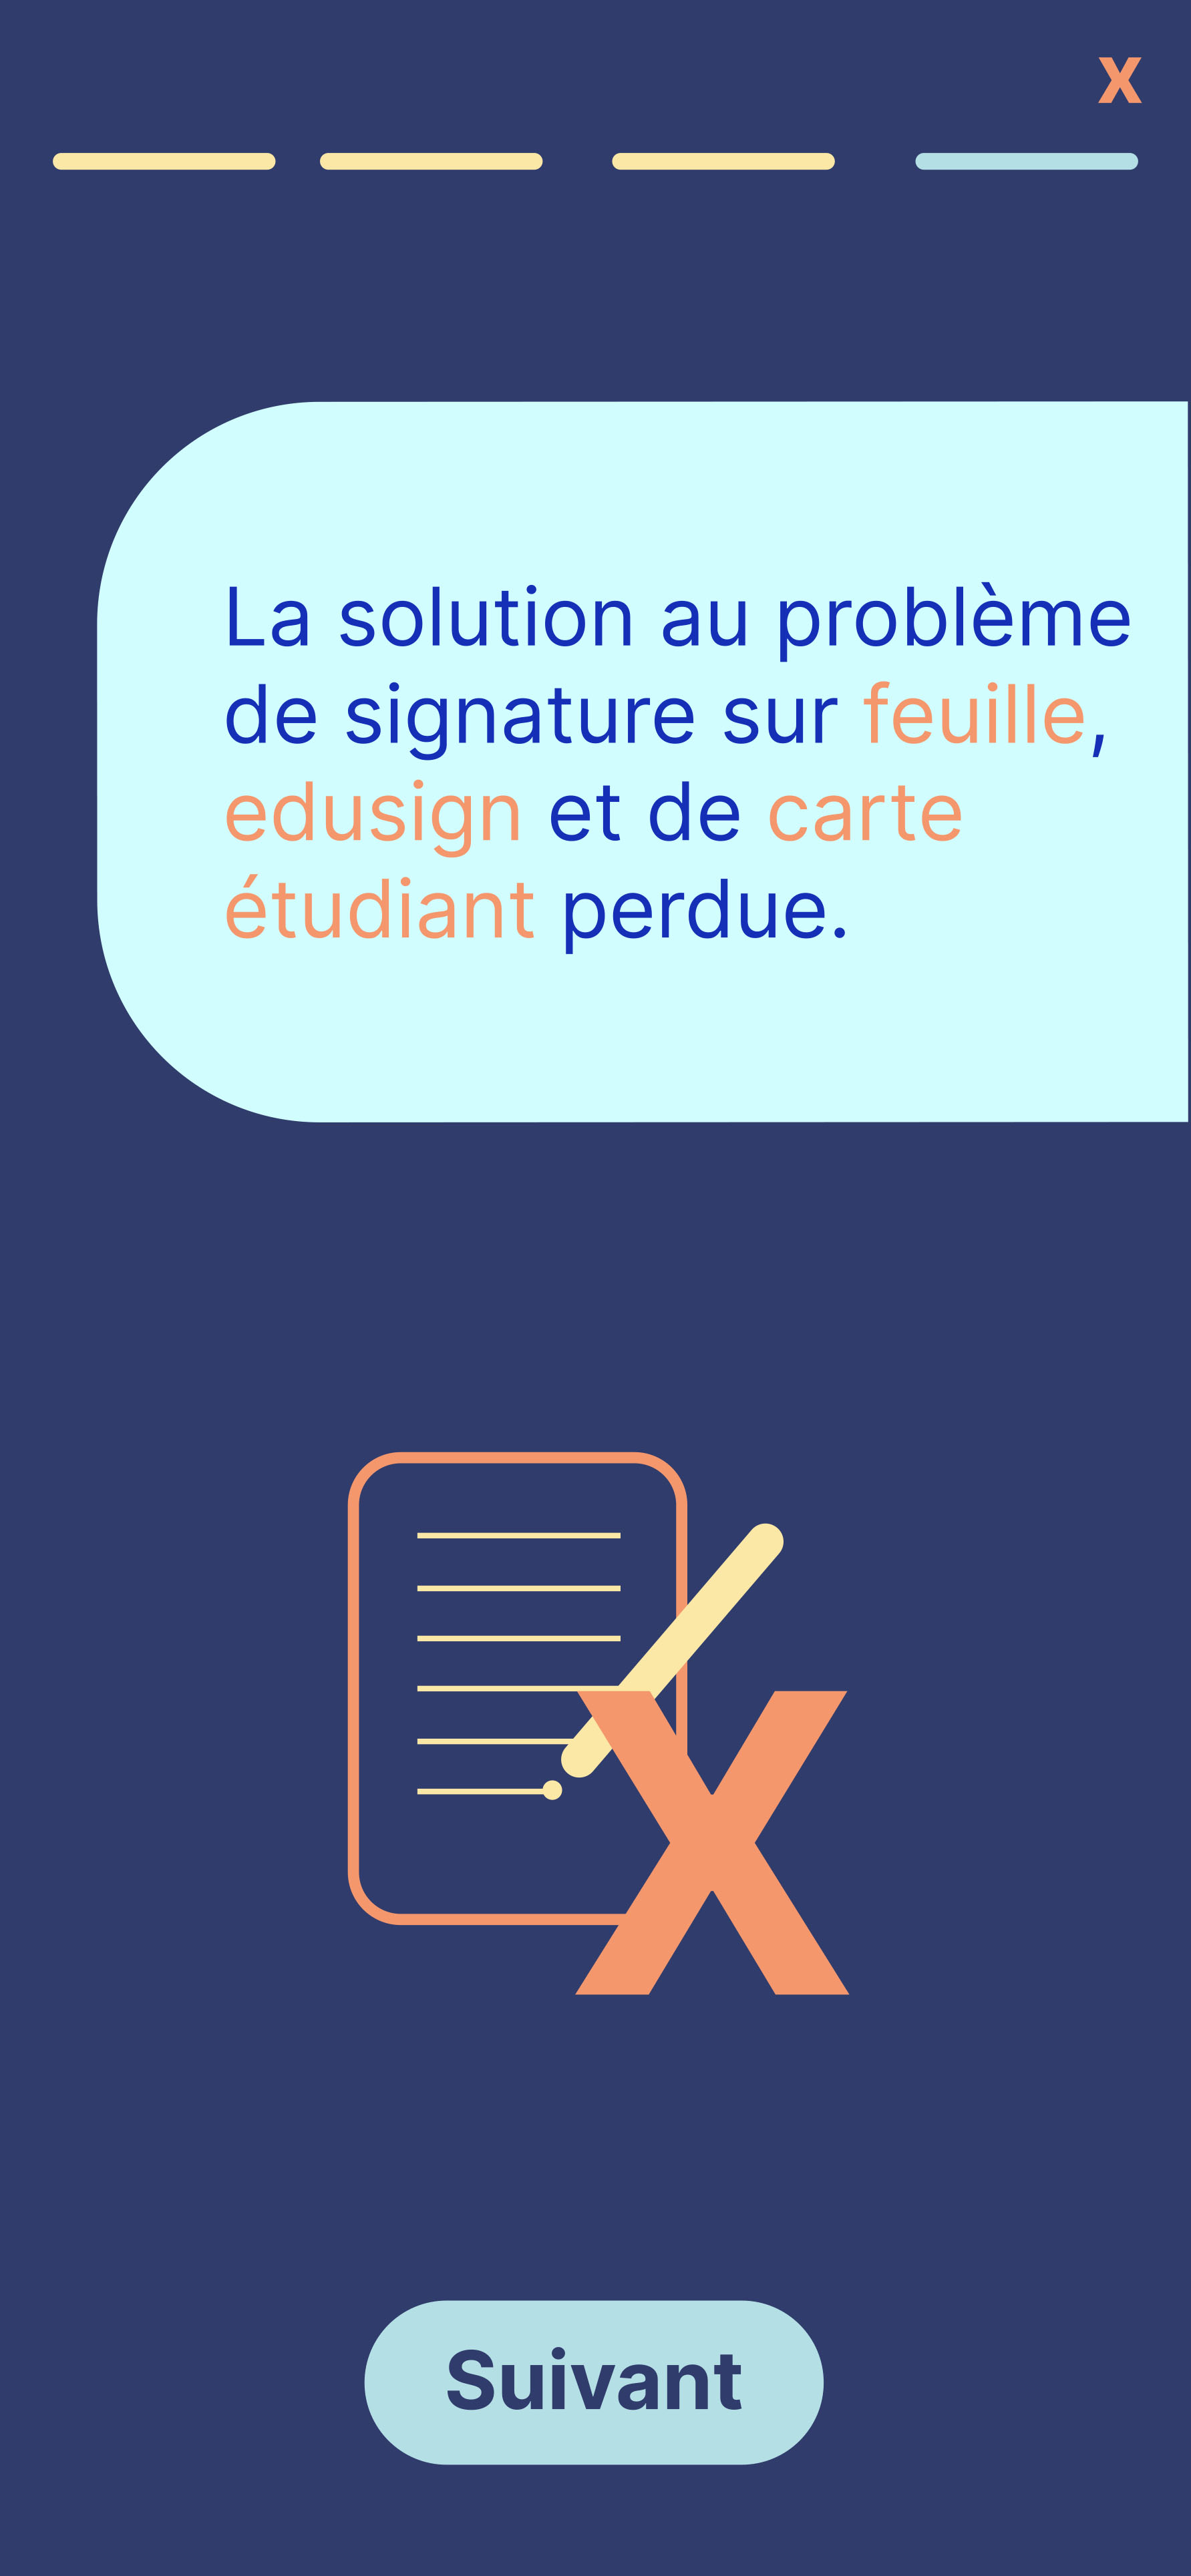 X
La solution au problème
de signature sur feuille,
edusign et de carte
étudiant perdue.
X
Suivant